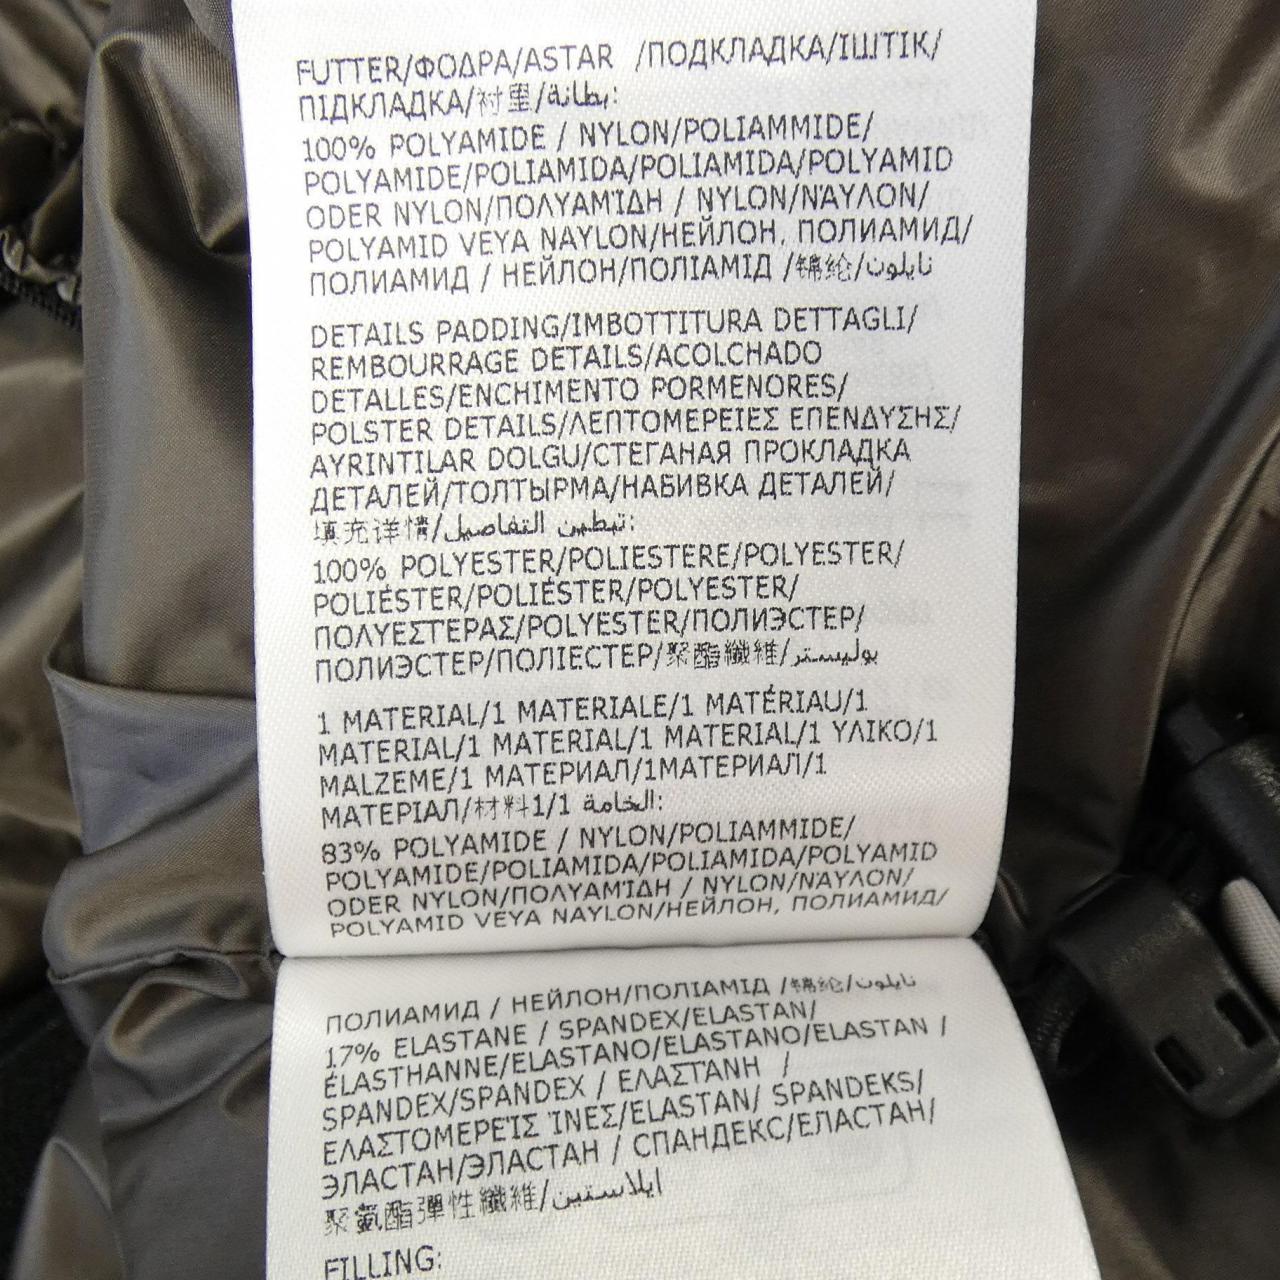 FUTTER/ΦΟΔΡΑ/ASTAR /ПОДКЛАДКА/ІШТІК/
ПІДКЛАДКА/衬里/بطانة:
100% POLYAMIDE / NYLON/POLIAMMIDE/
POLYAMIDE/POLIAMIDA/POLIAMIDA/POLYAMID
ODER NYLON/ΠΟΛΥΑΜΊΔΗ / NYLON/ΝΆΥΛΟΝ/
POLYAMID VEYA NAYLON/НЕЙЛОН, ПОЛИАМИД/
ПОЛИАМИД / НЕЙЛОН/ПОЛІАМІД /锦纶/نايلون
DETAILS PADDING/IMBOTTITURA DETTAGLI/
REMBOURRAGE DETAILS/ACOLCHADO
DETALLES/ENCHIMENTO PORMENORES/
POLSTER DETAILS/ΛΕΠΤΟΜΕΡΕΙΕΣ ΕΠΕΝΔΥΣΗΣ/
AYRINTILAR DOLGU/СТЕГАНАЯ ПРОКЛАДКА
ДЕТАЛЕЙ/ТОЛТЫРМА/НАБИВКА ДЕТАЛЕЙ/
填充详情/تبطين التفاصيل:
100% POLYESTER/POLIESTERE/POLYESTER/
POLIÉSTER/POLIÉSTER/POLYESTER/
ΠΟΛΥΕΣΤΕΡΑΣ/POLYESTER/ПОЛИЭСТЕР/
ПОЛИЭСТЕР/ПОЛІЕСТЕР/聚酯纖維/بوليستر
1 MATERIAL/1 MATERIALE/1 MATÉRIAU/1
MATERIAL/1 MATERIAL/1 MATERIAL/1 ΥΛΙΚΟ/1
MALZEME/1 МАТЕРИАЛ/1МАТЕРИАЛ/1
МАТЕРІАЛ/材料1/1 الخامة:
83% POLYAMIDE / NYLON/POLIAMMIDE/
POLYAMIDE/POLIAMIDA/POLIAMIDA/POLYAMID
ODER NYLON/ΠΟΛΥΑΜΊΔΗ / NYLON/ΝΆΥΛΟΝ/
POLYAMID VEYA NAYLON/НЕЙЛОН, ПОЛИАМИД/
ПОЛИАМИД / НЕЙЛОН/ПОЛІАМІД /锦纶/نايلون
17% ELASTANE / SPANDEX/ELASTAN/
ÉLASTHANNE/ELASTANO/ELASTANO/ELASTAN /
SPANDEX/SPANDEX / ΕΛΑΣΤΆΝΗ /
ΕΛΑΣΤΟΜΕΡΕΊΣ ΊΝΕΣ/ELASTAN/ SPANDEKS/
ЭЛАСТАН/ЭЛАСТАН / СПАНДЕКС/ЕЛАСТАН/
聚氨酯彈性纖維/ايلاستين
FILLING: